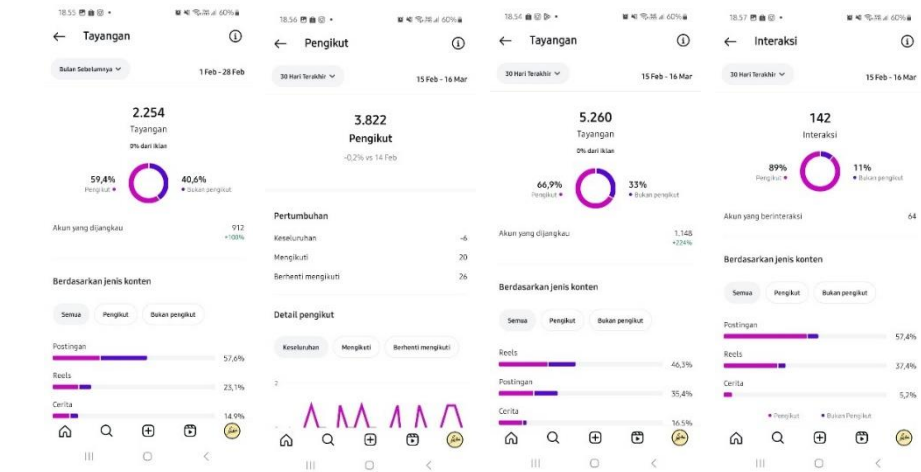 18.55
60%
Tayangan
Bulan Sebelumnya
1 Feb - 28 Feb
2.254
Tayangan
0% dari Iklan
59,4%
Pengikut
40,6%
Bukan pengikut
Akun yang dijangkau
912
+100%
Berdasarkan jenis konten
Semua
Pengikut
Bukan pengikut
Postingan
57,6%
Reels
23,1%
Cerita
14,9%
18.56
60%
Pengikut
30 Hari Terakhir
15 Feb - 16 Mar
3.822
Pengikut
-0,2% vs 14 Feb
Pertumbuhan
Keseluruhan
-6
Mengikuti
20
Berhenti mengikuti
26
Detail pengikut
Keseluruhan
Mengikuti
Berhenti mengikuti
2
18.54
60%
Tayangan
30 Hari Terakhir
15 Feb - 16 Mar
5.260
Tayangan
0% dari Iklan
66,9%
Pengikut
33%
Bukan pengikut
Akun yang dijangkau
1.148
+224%
Berdasarkan jenis konten
Semua
Pengikut
Bukan pengikut
Reels
46,3%
Postingan
35,4%
Cerita
16,5%
18.57
60%
Interaksi
30 Hari Terakhir
15 Feb - 16 Mar
142
Interaksi
89%
Pengikut
11%
Bukan pengikut
Akun yang berinteraksi
64
Berdasarkan jenis konten
Semua
Pengikut
Bukan pengikut
Postingan
57,4%
Reels
37,4%
Cerita
5,2%
Pengikut
Bukan Pengikut